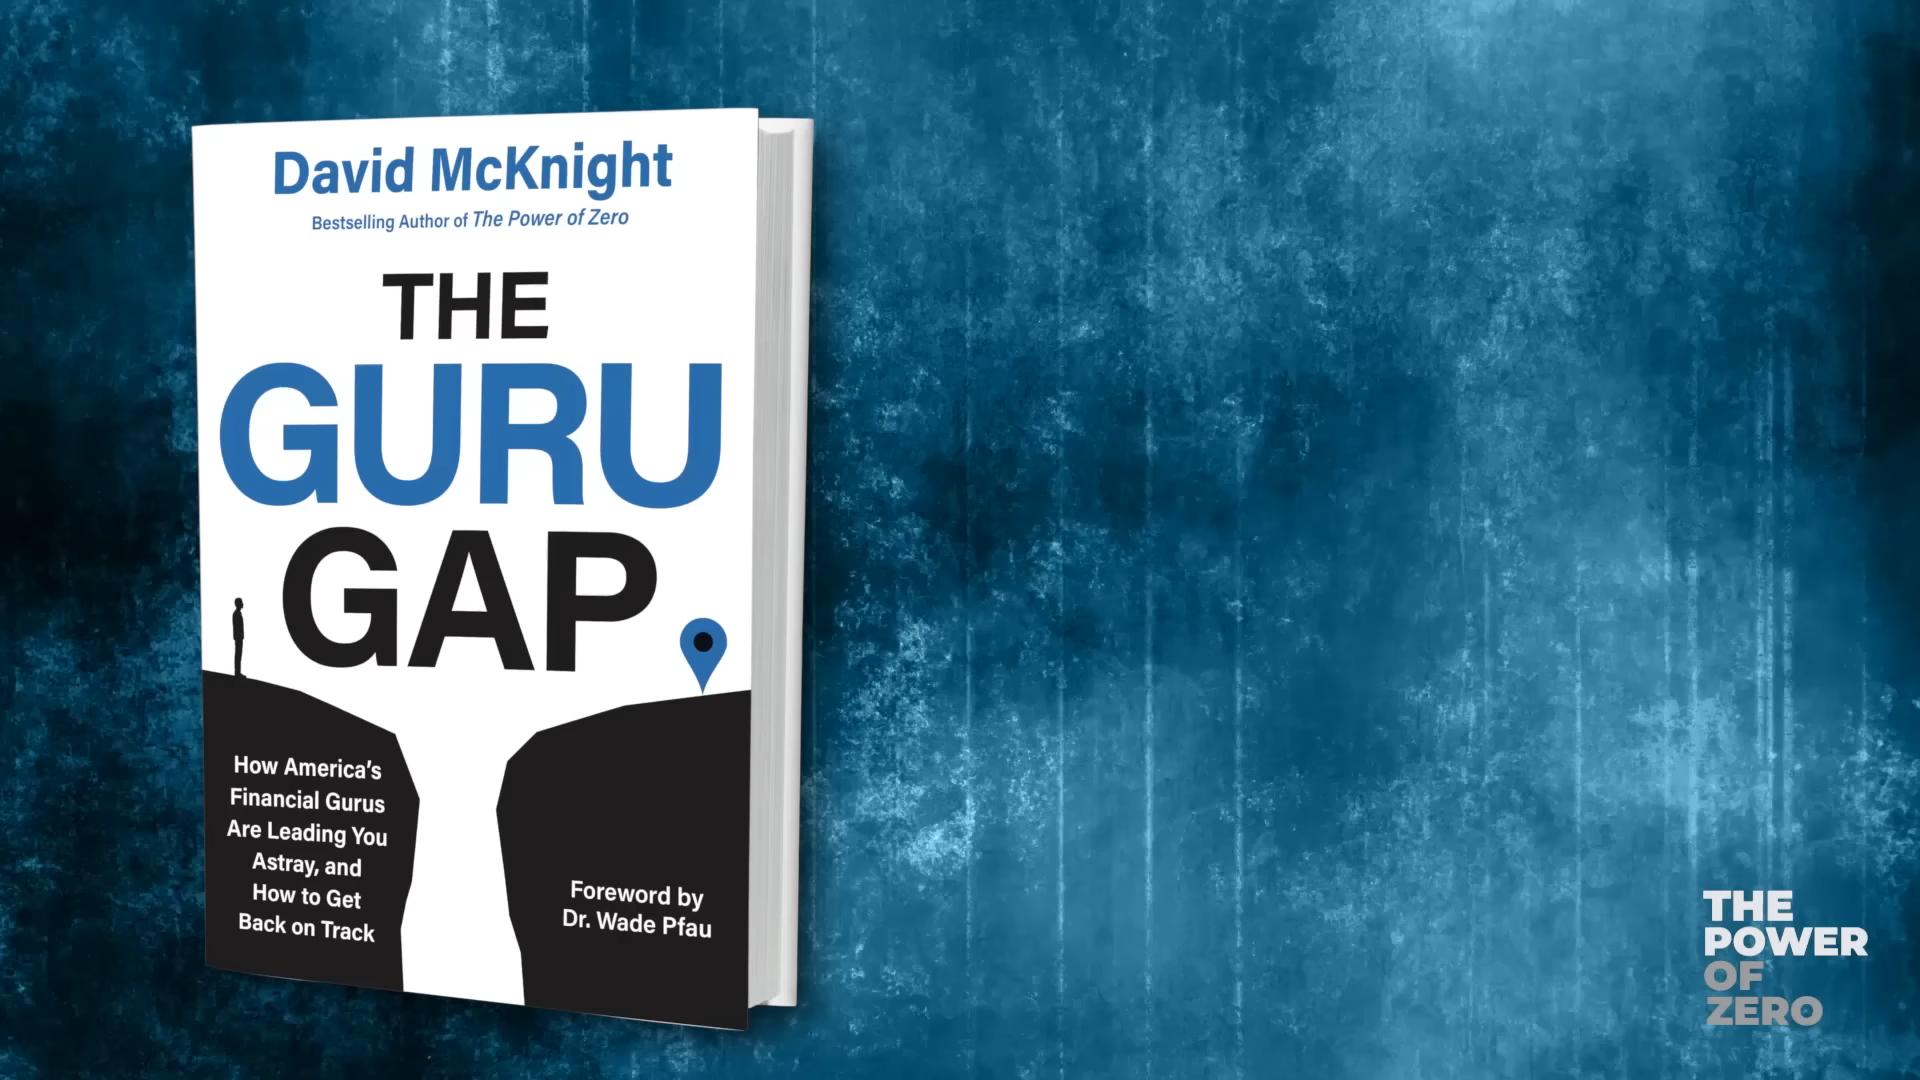 David McKnight
Bestselling Author of The Power of Zero
THE
GURU
GAP
How America's
Financial Gurus
Are Leading You
Astray, and
How to Get
Back on Track
Foreword by
Dr. Wade Pfau
THE
POWER
OF
ZERO